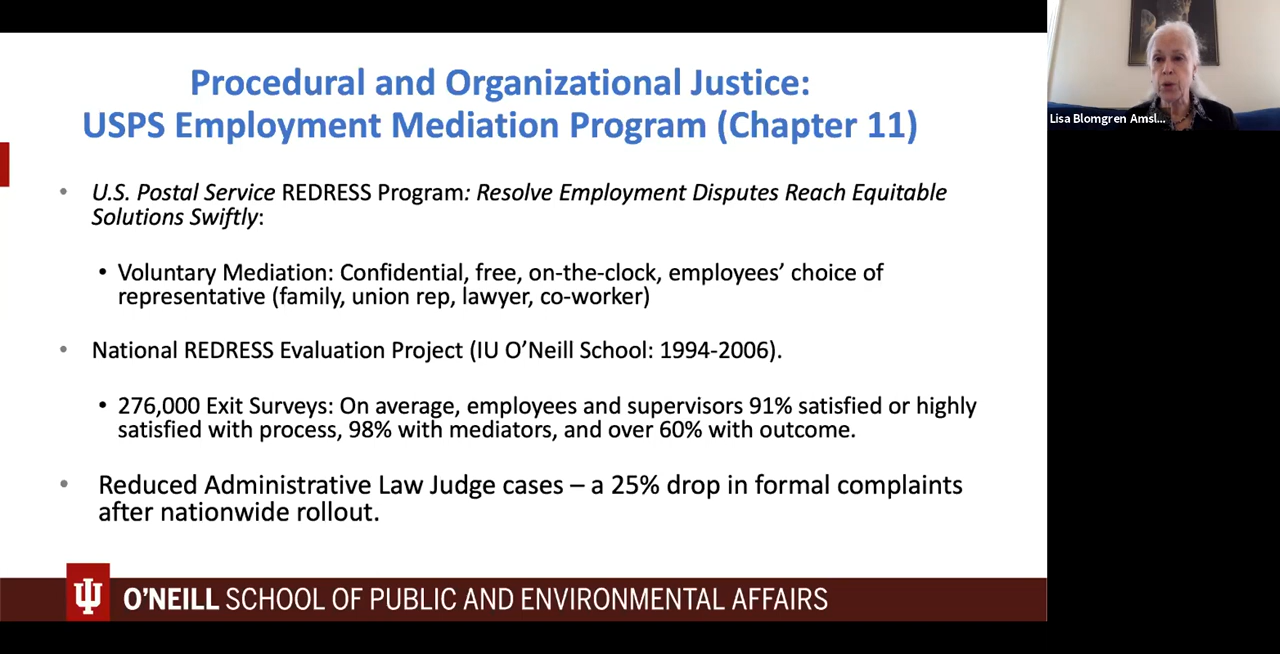 Procedural and Organizational Justice:
USPS Employment Mediation Program (Chapter 11)
• U.S. Postal Service REDRESS Program: Resolve Employment Disputes Reach Equitable
Solutions Swiftly:
• Voluntary Mediation: Confidential, free, on-the-clock, employees’ choice of
representative (family, union rep, lawyer, co-worker)
• National REDRESS Evaluation Project (IU O’Neill School: 1994-2006).
• 276,000 Exit Surveys: On average, employees and supervisors 91% satisfied or highly
satisfied with process, 98% with mediators, and over 60% with outcome.
• Reduced Administrative Law Judge cases – a 25% drop in formal complaints
after nationwide rollout.
O’NEILL SCHOOL OF PUBLIC AND ENVIRONMENTAL AFFAIRS
Lisa Blomgren Amsl...